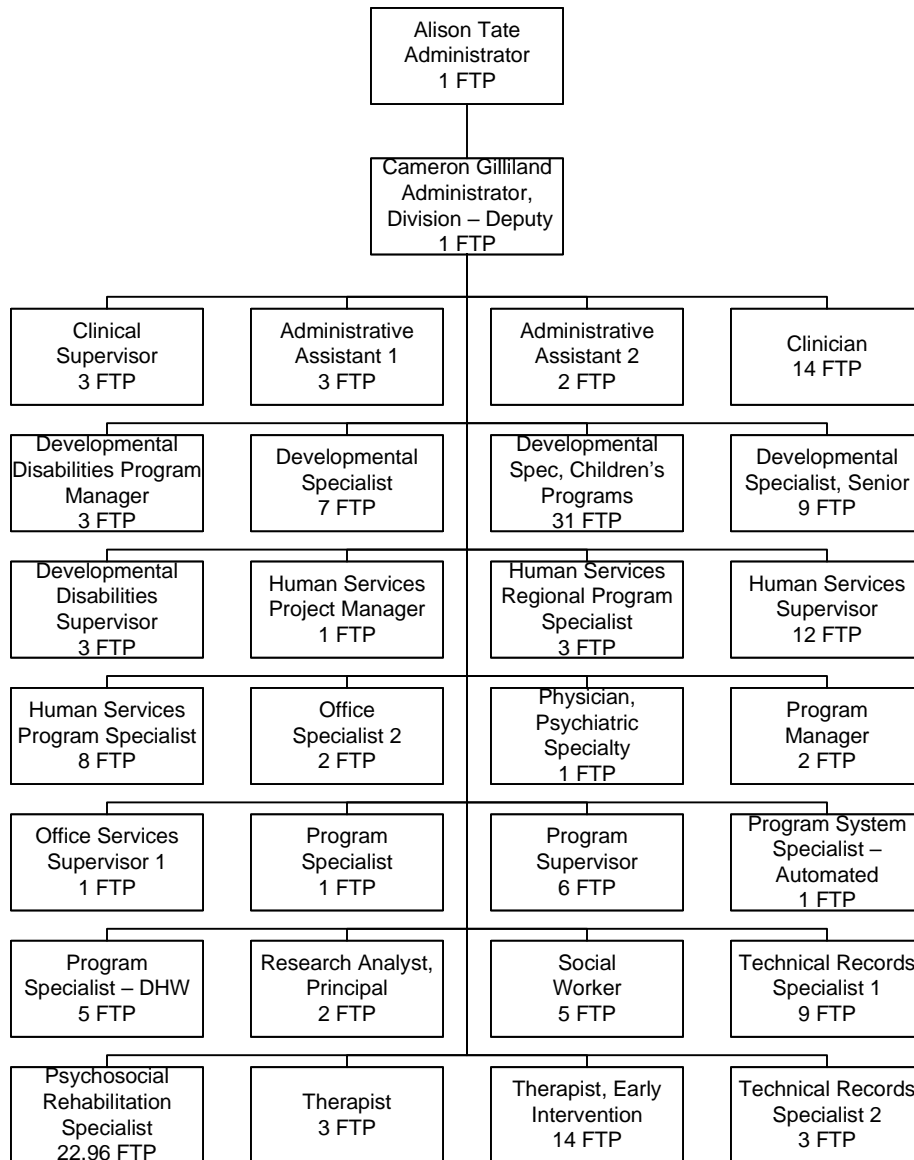 Alison Tate
Administrator
1 FTP
Cameron Gilliland
Administrator,
Division – Deputy
1 FTP
Clinical
Supervisor
3 FTP
Administrative
Assistant 1
3 FTP
Administrative
Assistant 2
2 FTP
Clinician
14 FTP
Developmental
Disabilities Program
Manager
3 FTP
Developmental
Specialist
7 FTP
Developmental
Spec, Children’s
Programs
31 FTP
Developmental
Specialist, Senior
9 FTP
Developmental
Disabilities
Supervisor
3 FTP
Human Services
Project Manager
1 FTP
Human Services
Regional Program
Specialist
3 FTP
Human Services
Supervisor
12 FTP
Human Services
Program Specialist
8 FTP
Office
Specialist 2
2 FTP
Physician,
Psychiatric
Specialty
1 FTP
Program
Manager
2 FTP
Office Services
Supervisor 1
1 FTP
Program
Specialist
1 FTP
Program
Supervisor
6 FTP
Program System
Specialist –
Automated
1 FTP
Program
Specialist – DHW
5 FTP
Research Analyst,
Principal
2 FTP
Social
Worker
5 FTP
Technical Records
Specialist 1
9 FTP
Psychosocial
Rehabilitation
Specialist
22.96 FTP
Therapist
3 FTP
Therapist, Early
Intervention
14 FTP
Technical Records
Specialist 2
3 FTP